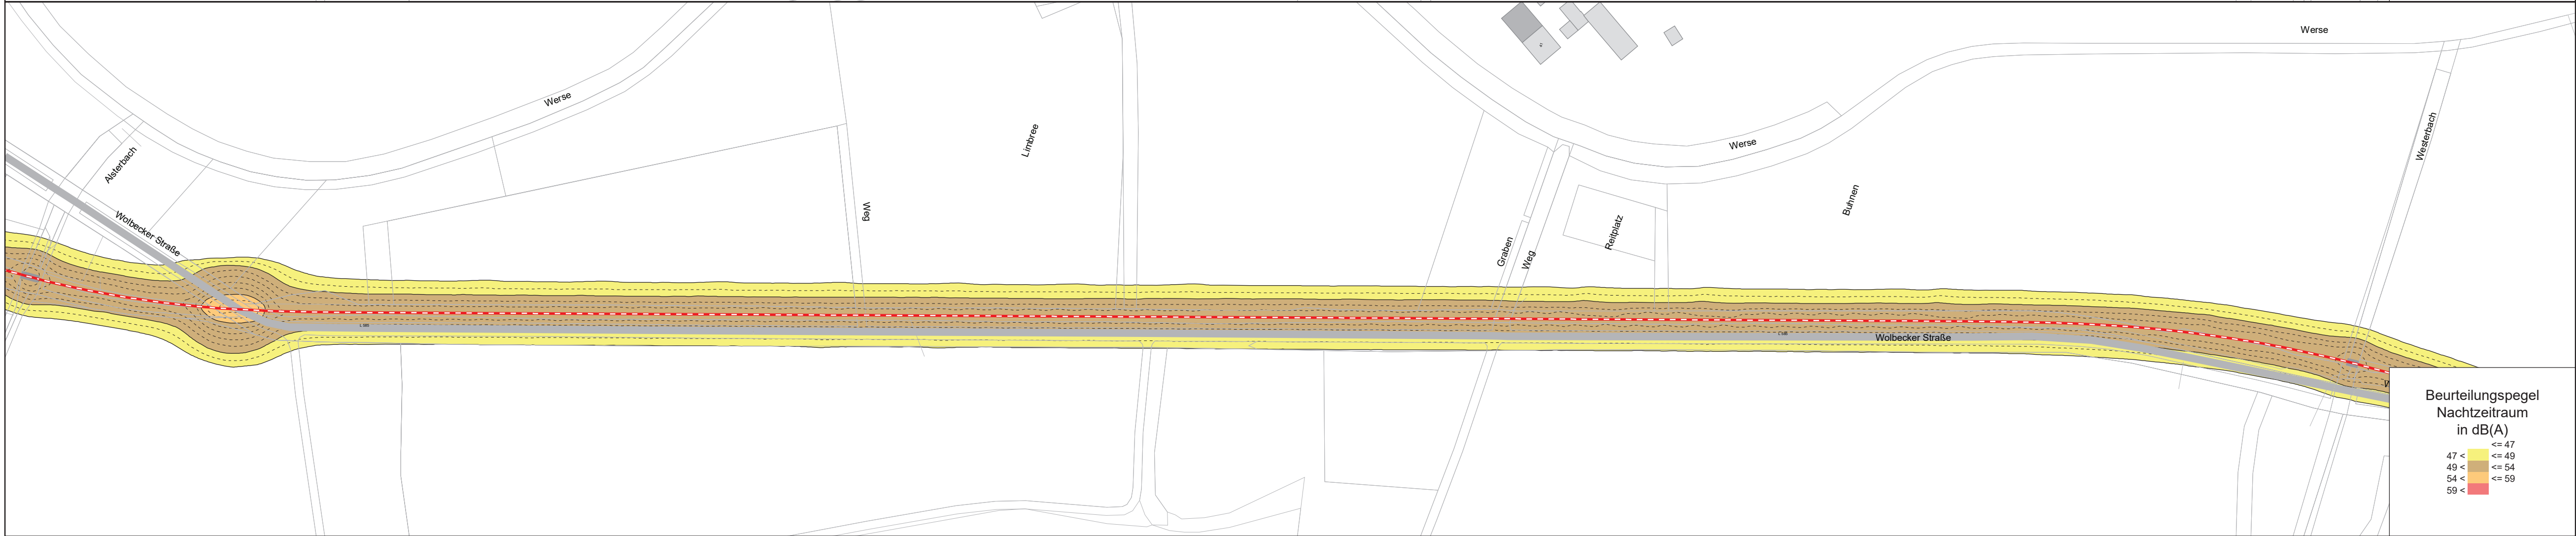 Werse
Werse
Alsterbach
Limbree
Werse
Westerbach
Buhnen
Weg
Wolbecker Straße
Reitplatz
Graben
Weg
Wolbecker Straße
W
Beurteilungspegel
Nachtzeitraum
in dB(A)
<= 47
47 < <= 49
49 < <= 54
54 < <= 59
59 <